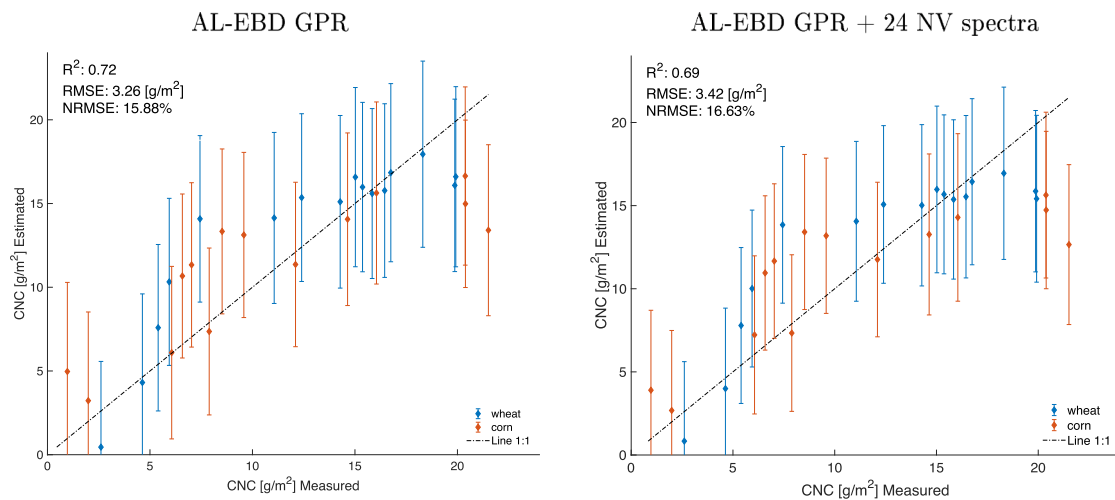 AL-EBD GPR
R²: 0.72
RMSE: 3.26 [g/m²]
NRMSE: 15.88%
CNC [g/m²] Estimated
20
15
10
5
0
wheat
corn
Line 1:1
0 5 10 15 20
CNC [g/m²] Measured
AL-EBD GPR + 24 NV spectra
R²: 0.69
RMSE: 3.42 [g/m²]
NRMSE: 16.63%
CNC [g/m²] Estimated
20
15
10
5
0
wheat
corn
Line 1:1
0 5 10 15 20
CNC [g/m²] Measured